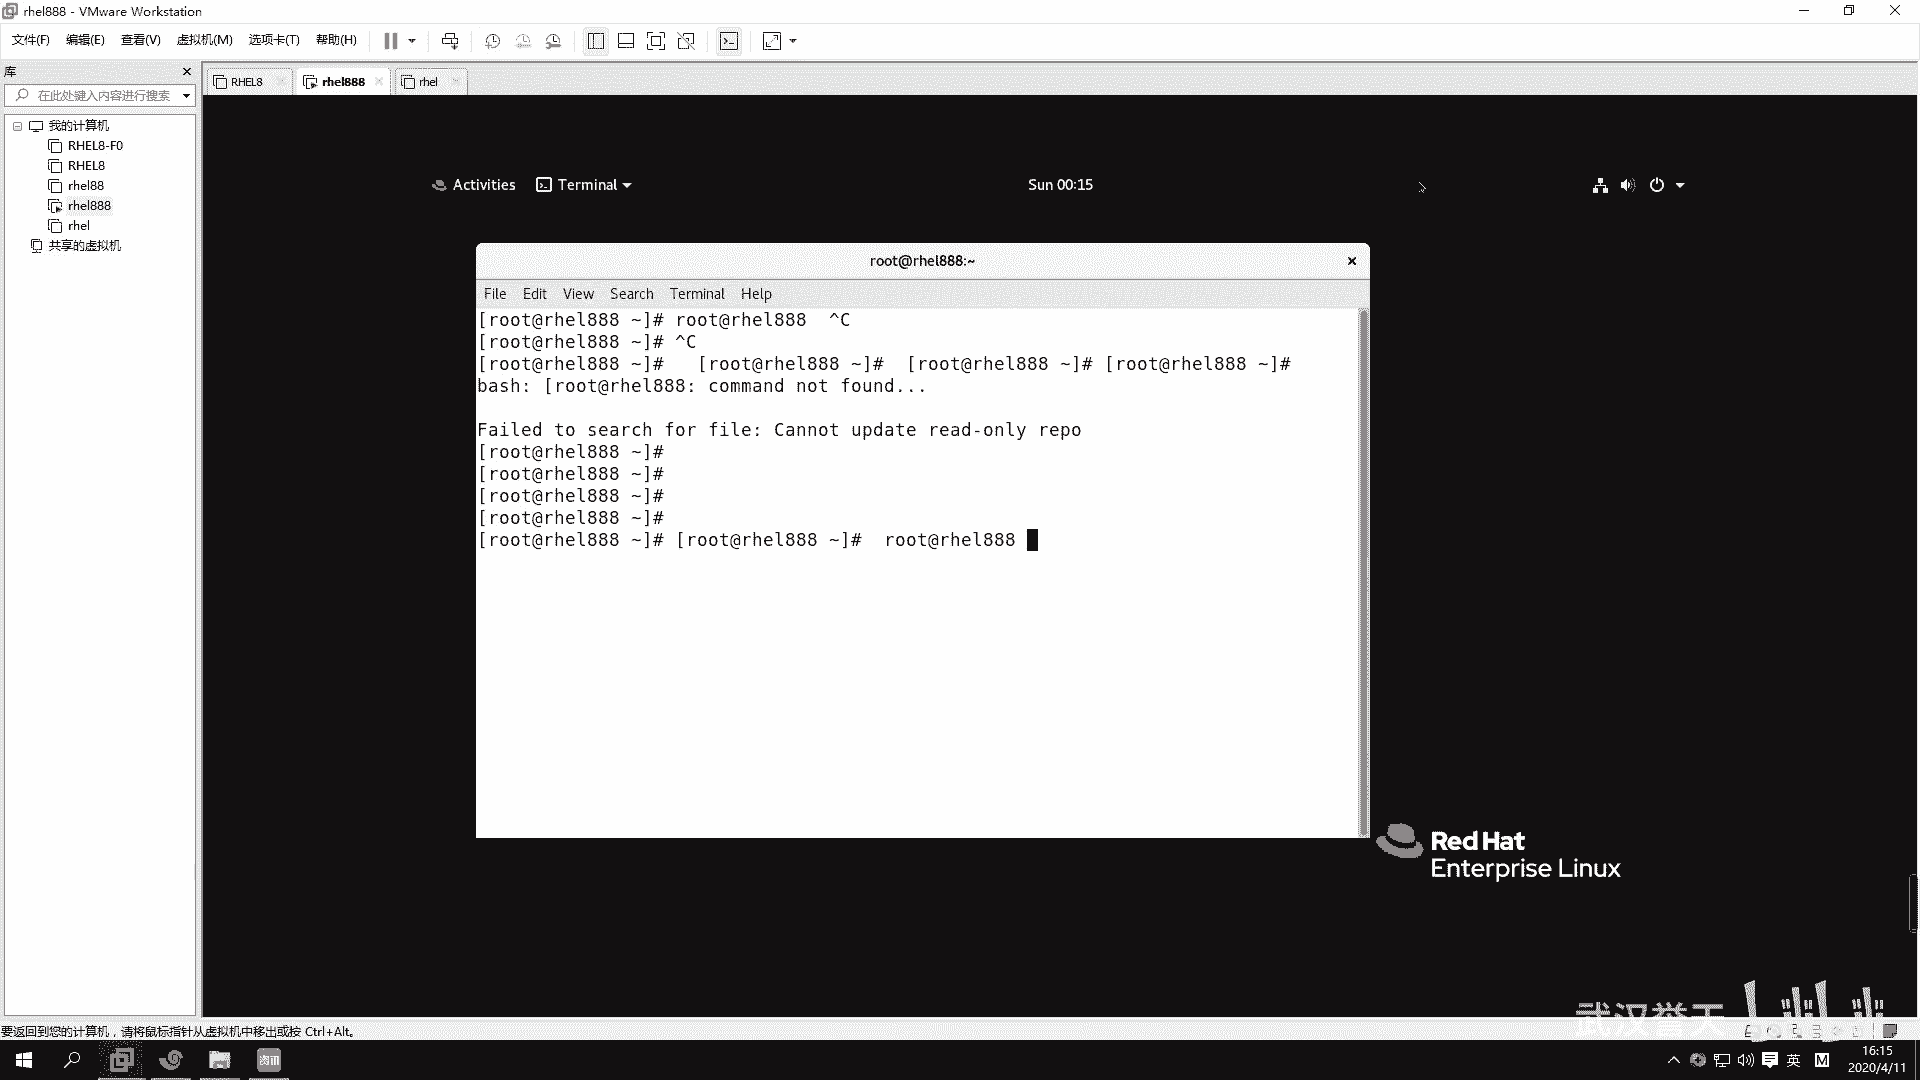 rhel888 - VMware Workstation
文件(F) 编辑(E) 查看(V) 虚拟机(M) 选项卡(T) 帮助(H)
库
在此处键入内容进行搜索
我的计算机
RHEL8-F0
RHEL8
rhel88
rhel888
rhel
共享的虚拟机
RHEL8 rhel888 rhel
Activities Terminal Sun 00:15
root@rhel888:~
File Edit View Search Terminal Help
[root@rhel888 ~]# root@rhel888  ^C
[root@rhel888 ~]# ^C
[root@rhel888 ~]#   [root@rhel888 ~]#  [root@rhel888 ~]# [root@rhel888 ~]#
bash: [root@rhel888: command not found...
Failed to search for file: Cannot update read-only repo
[root@rhel888 ~]#
[root@rhel888 ~]#
[root@rhel888 ~]#
[root@rhel888 ~]#
[root@rhel888 ~]# [root@rhel888 ~]#  root@rhel888
Red Hat
Enterprise Linux
武汉誉天
要返回到您的计算机，请将鼠标指针从虚拟机中移出或按 Ctrl+Alt。
资讯
英 M
16:15
2020/4/11